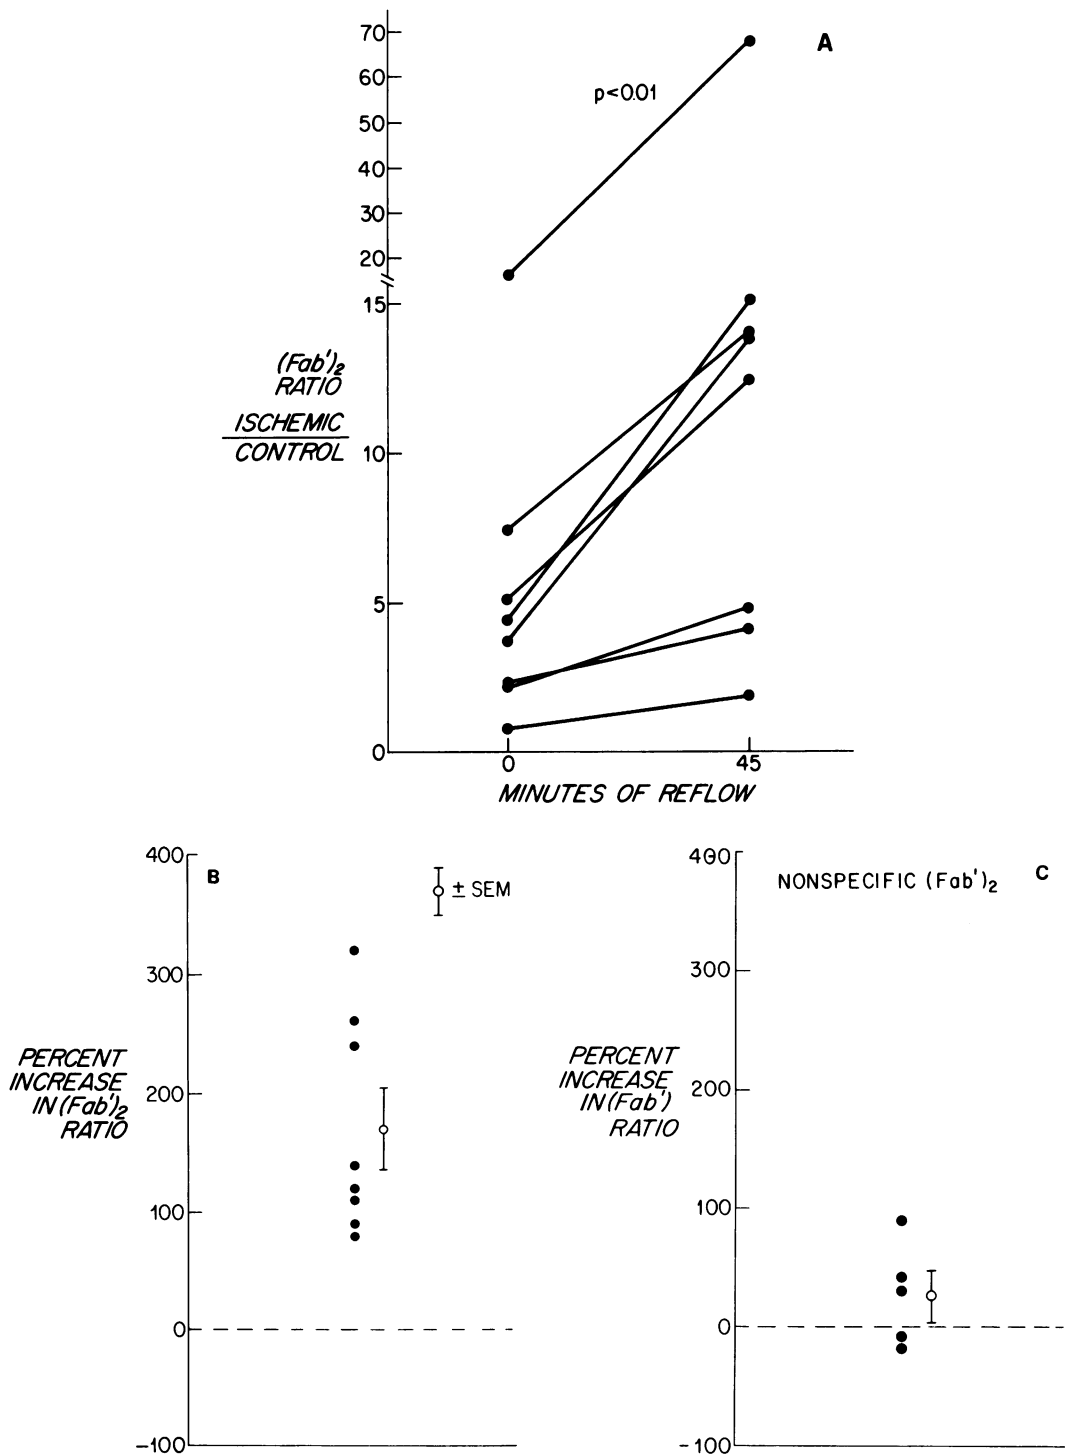 A
70
60
50
40
30
20
15
10
5
0
p<0.01
(Fab')2
RATIO
ISCHEMIC
CONTROL
0 45
MINUTES OF REFLOW
B
400
300
200
100
0
-100
± SEM
PERCENT
INCREASE
IN (Fab')2
RATIO
C
400
300
200
100
0
-100
NONSPECIFIC (Fab')2
PERCENT
INCREASE
IN (Fab')
RATIO